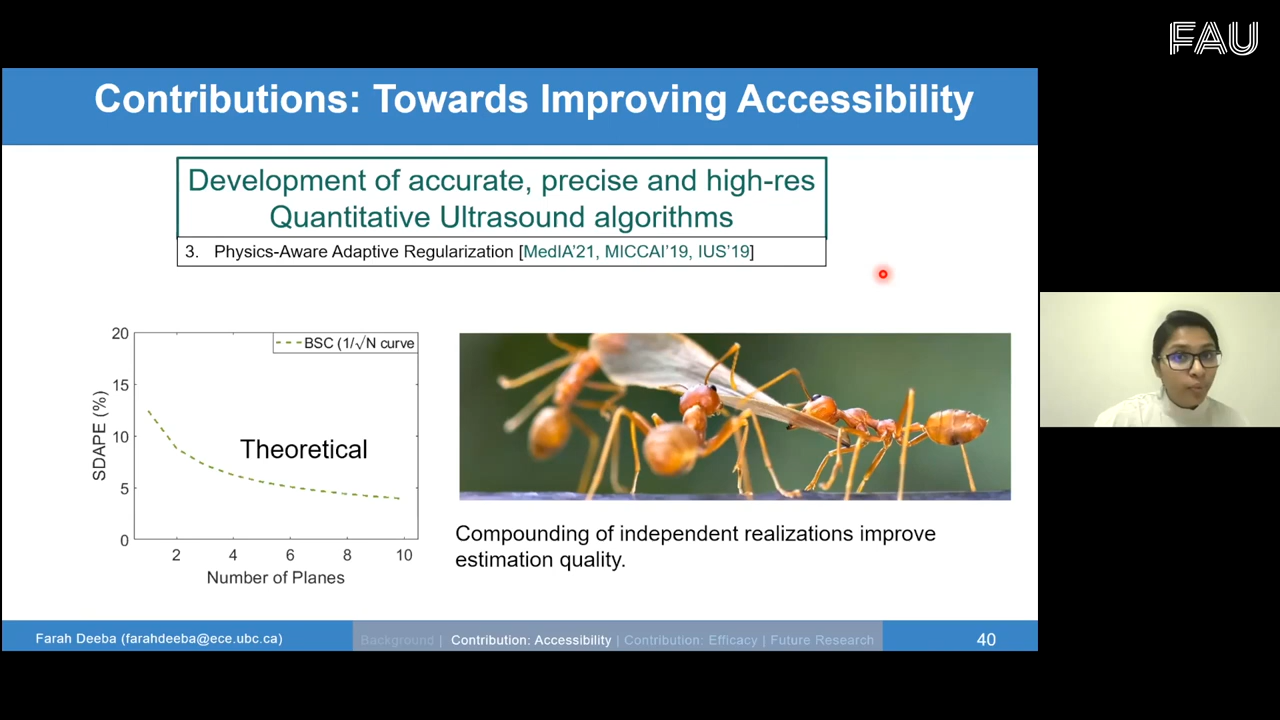 FAU
Contributions: Towards Improving Accessibility
Development of accurate, precise and high-res
Quantitative Ultrasound algorithms
3. Physics-Aware Adaptive Regularization [MedIA'21, MICCAI'19, IUS'19]
20
15
10
5
0
SDAPE (%)
BSC (1/√N curve
Theoretical
2 4 6 8 10
Number of Planes
Compounding of independent realizations improve
estimation quality.
Farah Deeba (farahdeeba@ece.ubc.ca)
Background | Contribution: Accessibility | Contribution: Efficacy | Future Research
40